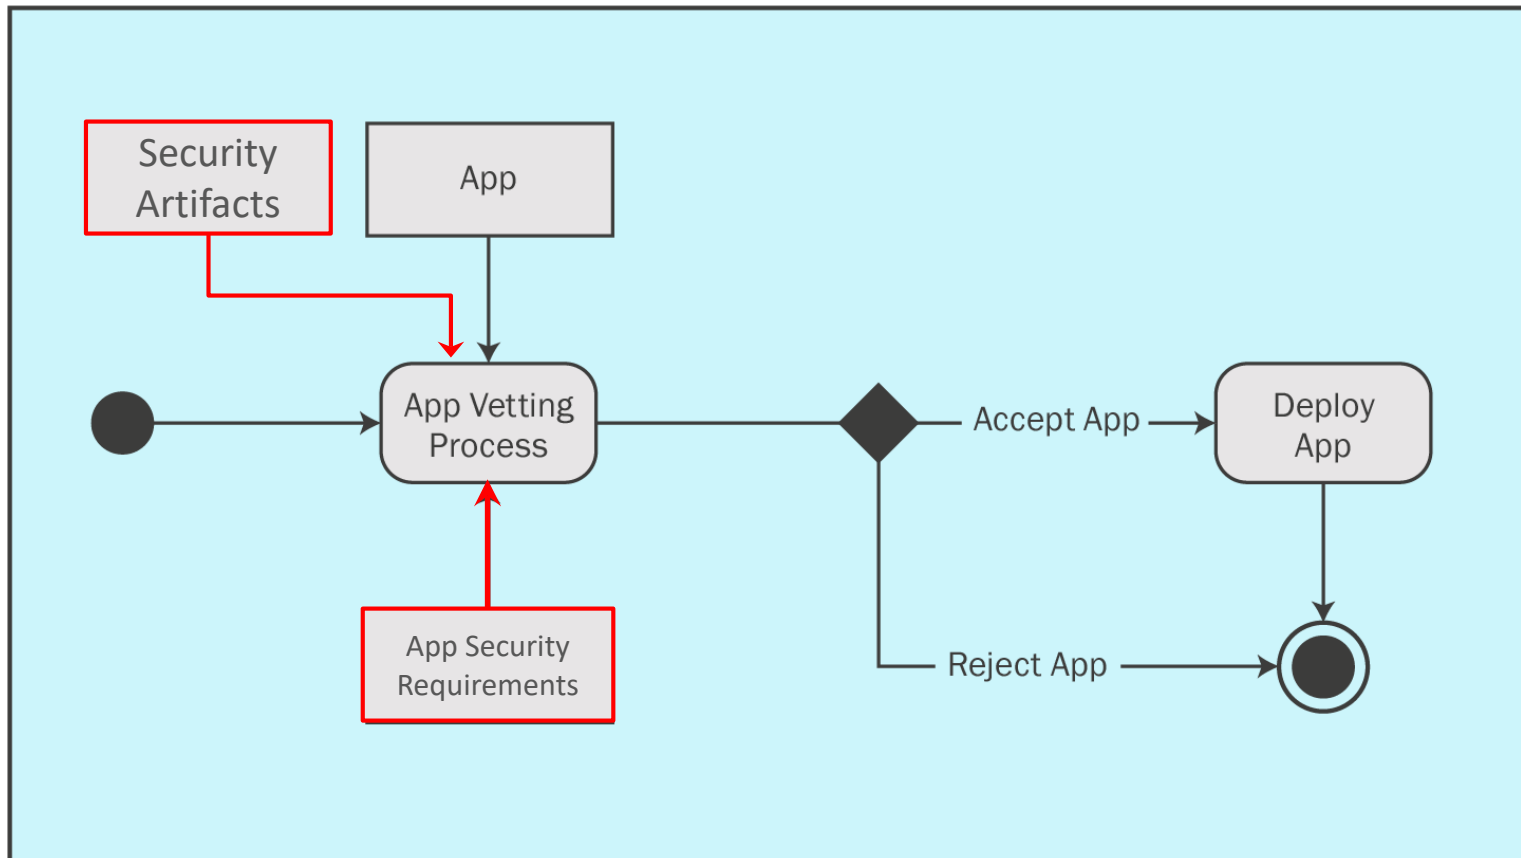 Security
Artifacts
App
App Vetting
Process
Accept App
Deploy
App
App Security
Requirements
Reject App